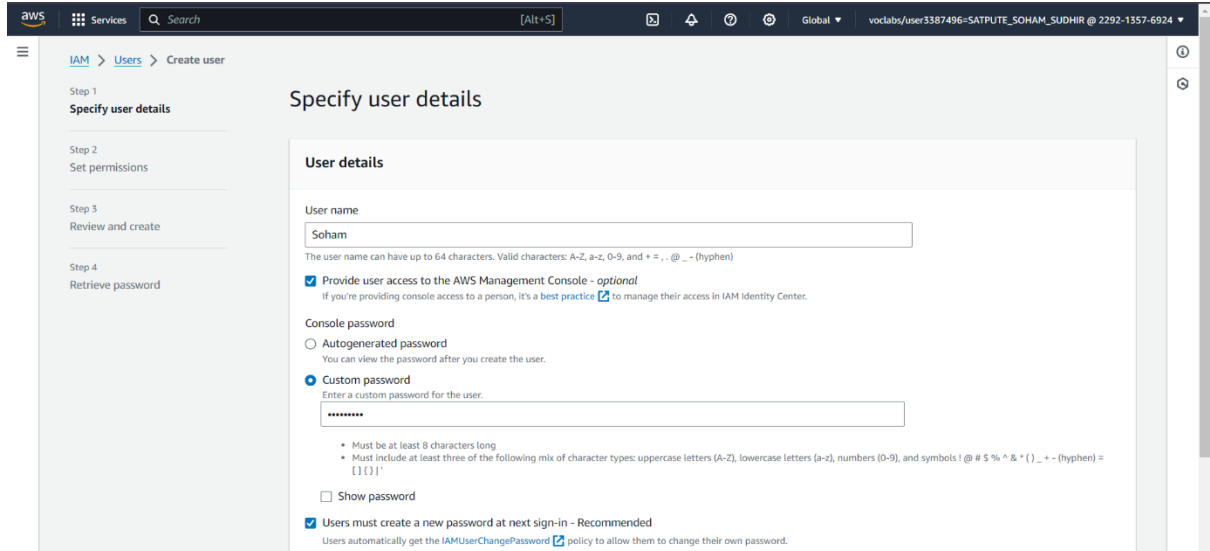 aws Services Search [Alt+S] Global ▼ voclabs/user3387496=SATPUTE_SOHAM_SUDHIR @ 2292-1357-6924 ▼
IAM > Users > Create user
Step 1
Specify user details
Step 2
Set permissions
Step 3
Review and create
Step 4
Retrieve password
Specify user details
User details
User name
Soham
The user name can have up to 64 characters. Valid characters: A-Z, a-z, 0-9, and + = , . @ _ - (hyphen)
Provide user access to the AWS Management Console - optional
If you're providing console access to a person, it's a best practice to manage their access in IAM Identity Center.
Console password
Autogenerated password
You can view the password after you create the user.
Custom password
Enter a custom password for the user.
•••••••••
• Must be at least 8 characters long
• Must include at least three of the following mix of character types: uppercase letters (A-Z), lowercase letters (a-z), numbers (0-9), and symbols ! @ # $ % ^ & * ( ) _ + - (hyphen) =
[ ] { } | '
Show password
Users must create a new password at next sign-in - Recommended
Users automatically get the IAMUserChangePassword policy to allow them to change their own password.